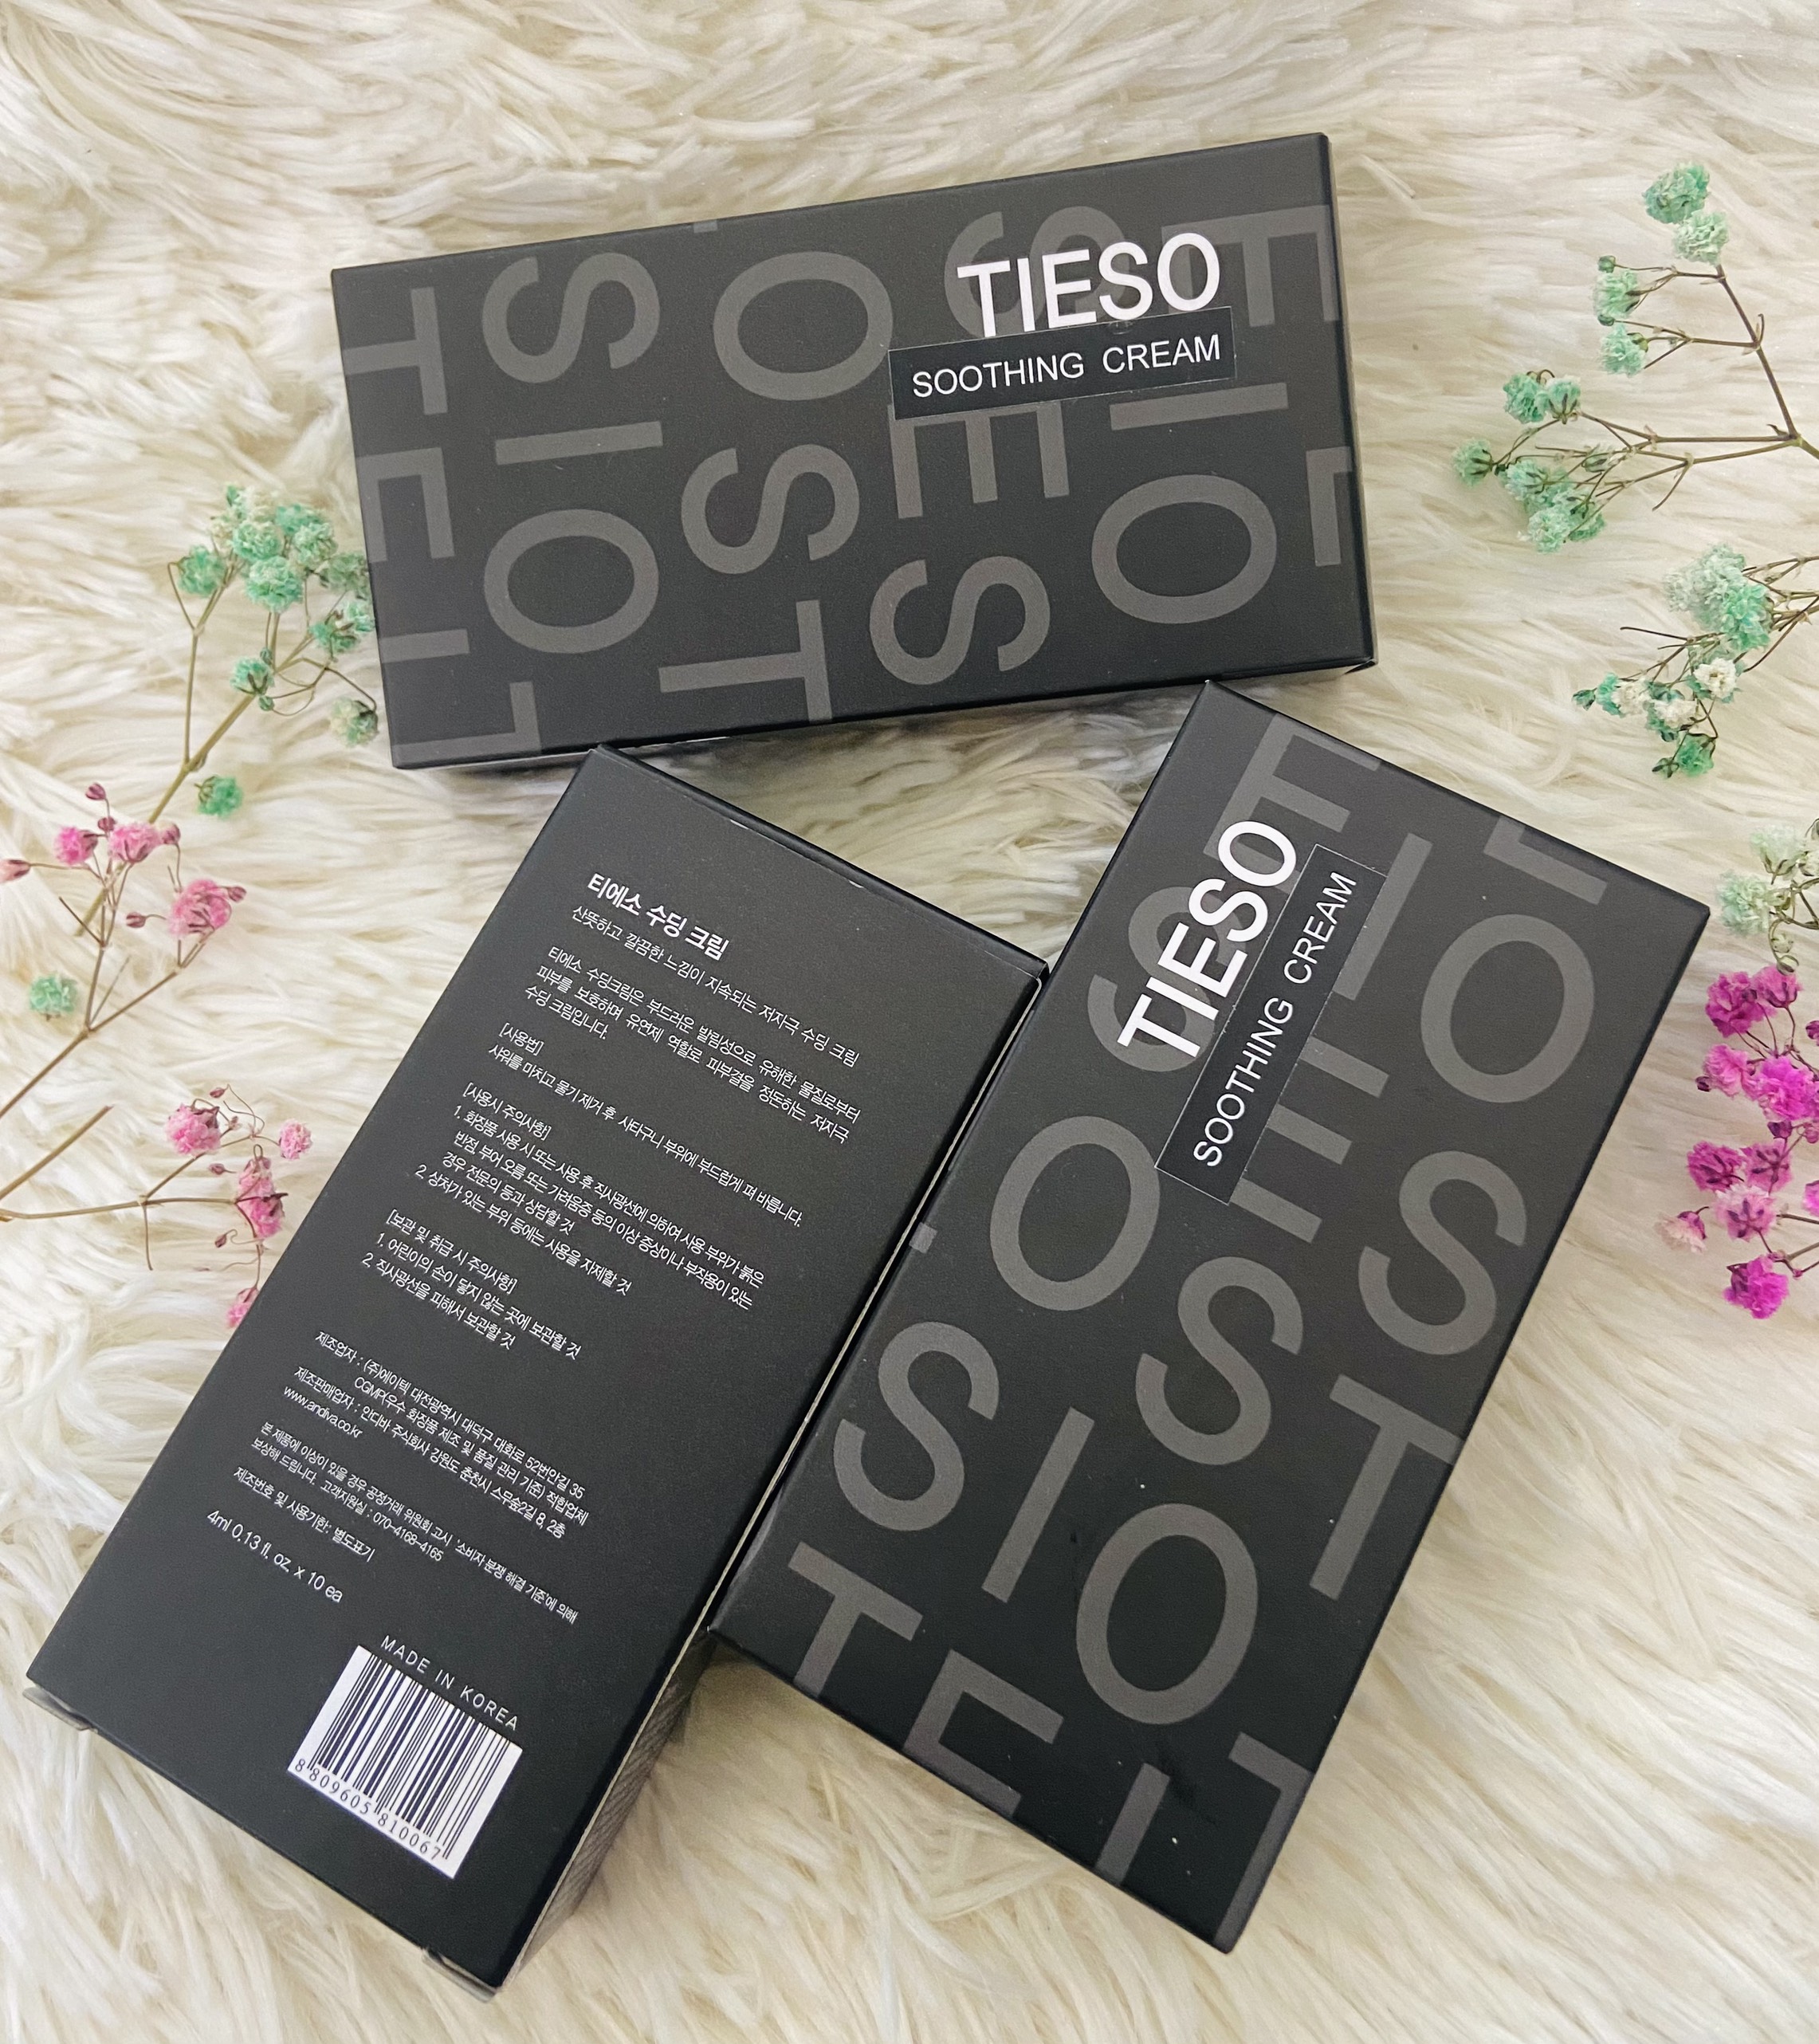 TIESO
SOOTHING CREAM
티에소 수딩 크림
산뜻하고 깔끔한 느낌이 지속되는 저자극 수딩 크림
티에소 수딩크림은 부드러운 발림성으로 유해한 물질로부터
피부를 보호하며 유연제 역할로 피부결을 정돈하는 저자극
수딩 크림입니다.
[사용법]
샤워를 마치고 물기 제거 후 사타구니 부위에 부드럽게 펴 바릅니다.
[사용시 주의사항]
1. 화장품 사용 시 또는 사용 후 직사광선에 의하여 사용 부위가 붉은
반점, 부어 오름 또는 가려움증 등의 이상 증상이나 부작용이 있는
경우 전문의 등과 상담할 것
2. 상처가 있는 부위 등에는 사용을 자제할 것
[보관 및 취급 시 주의사항]
1. 어린이의 손이 닿지 않는 곳에 보관할 것
2. 직사광선을 피해서 보관할 것
제조업자 : (주)에이텍 대전광역시 대덕구 대화로 52번안길 35
CGMP(우수 화장품 제조 및 품질 관리 기준) 적합업체
제조판매업자 : 안디바 주식회사 강원도 춘천시 스무숲2길 8, 2층
www.andiva.co.kr
본 제품에 이상이 있을 경우 공정거래 위원회 고시 '소비자 분쟁 해결 기준'에 의해
보상해 드립니다. 고객지원실 : 070-4168-4165
제조번호 및 사용기한: 별도표기
4ml 0.13 fl. oz. x 10 ea
MADE IN KOREA
8 809605 810067
TIESO
SOOTHING CREAM